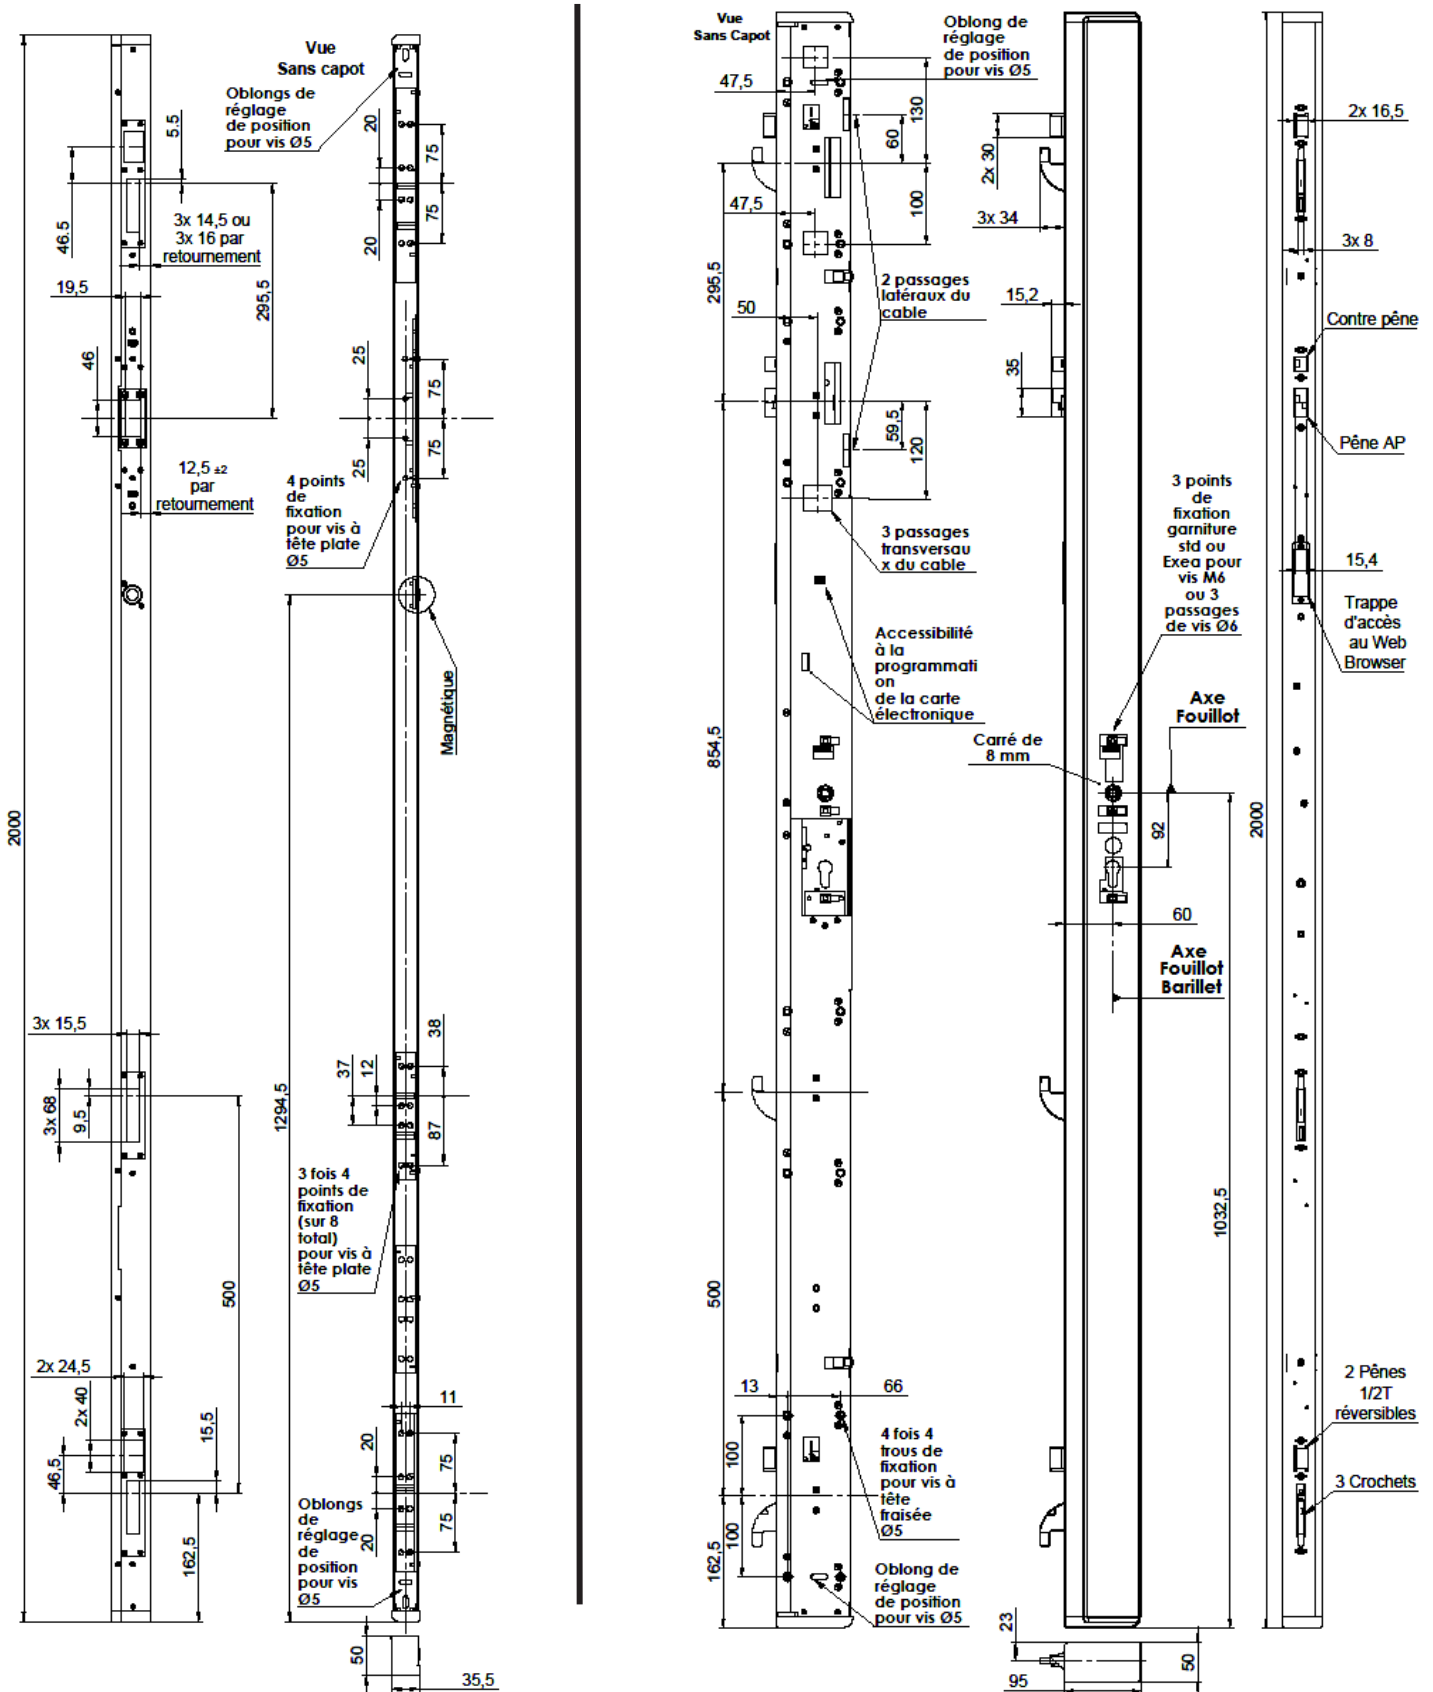 Vue
Sans capot
Oblongs de
réglage
de position
pour vis Ø5
5.5
20
75
75
20
46.5
3x 14,5 ou
3x 16 par
retournement
19,5
295,5
46
25
75
75
25
12,5 ±2
par
retournement
4 points
de
fixation
pour vis à
tête plate
Ø5
Magnétique
2000
1294,5
3x 15,5
3x 68
9,5
37
12
38
87
3 fois 4
points de
fixation
(sur 8
total)
pour vis à
tête plate
Ø5
500
2x 24,5
2x 40
46,5
15,5
162,5
11
20
75
75
20
Oblongs
de
réglage
de
position
pour vis
Ø5
50
35,5
Vue
Sans Capot
Oblong de
réglage
de position
pour vis Ø5
47,5
130
60
100
47,5
295,5
50
2 passages
latéraux du
cable
59,5
120
3 passages
transversau
x du cable
Accessibilité
à la
programmati
on
de la carte
électronique
854,5
500
13
66
100
100
162,5
4 fois 4
trous de
fixation
pour vis à
tête
fraisée
Ø5
Oblong de
réglage
de position
pour vis Ø5
2x 30
3x 34
15,2
35
3 points
de
fixation
garniture
std ou
Exea pour
vis M6
ou 3
passages
de vis Ø6
Axe
Fouillot
Carré de
8 mm
92
60
Axe
Fouillot
Barillet
1032,5
2000
23
95
50
2x 16,5
3x 8
Contre pêne
Pêne AP
15,4
Trappe
d'accès
au Web
Browser
2 Pênes
1/2T
réversibles
3 Crochets